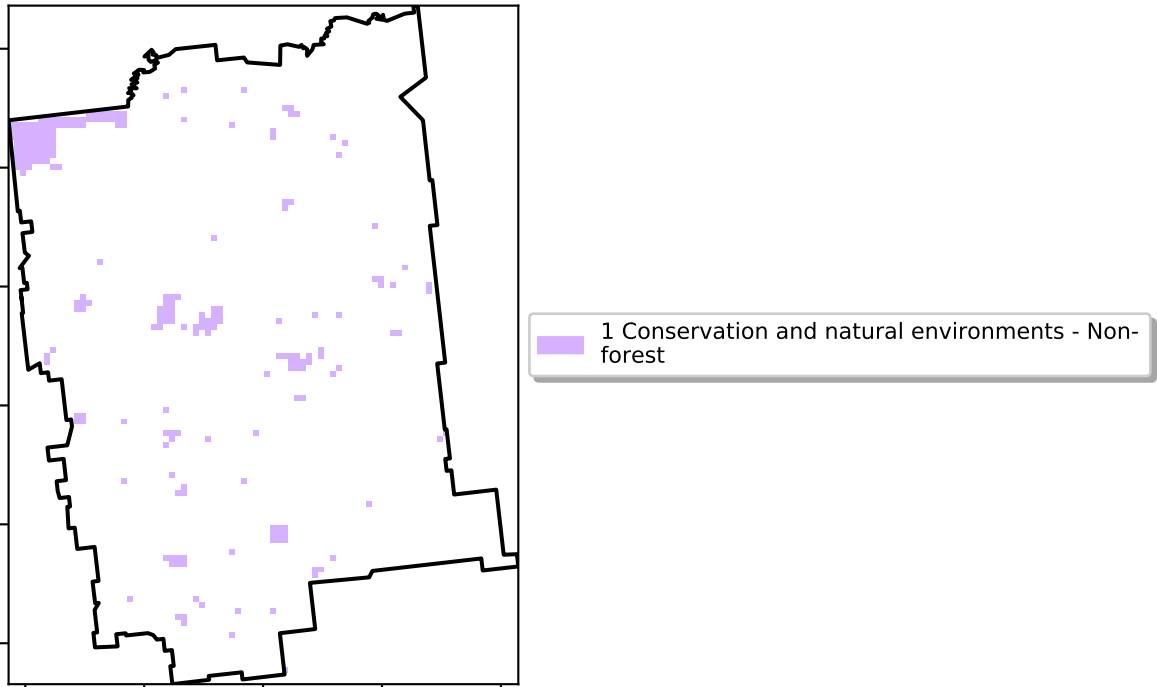 1 Conservation and natural environments - Non-
forest